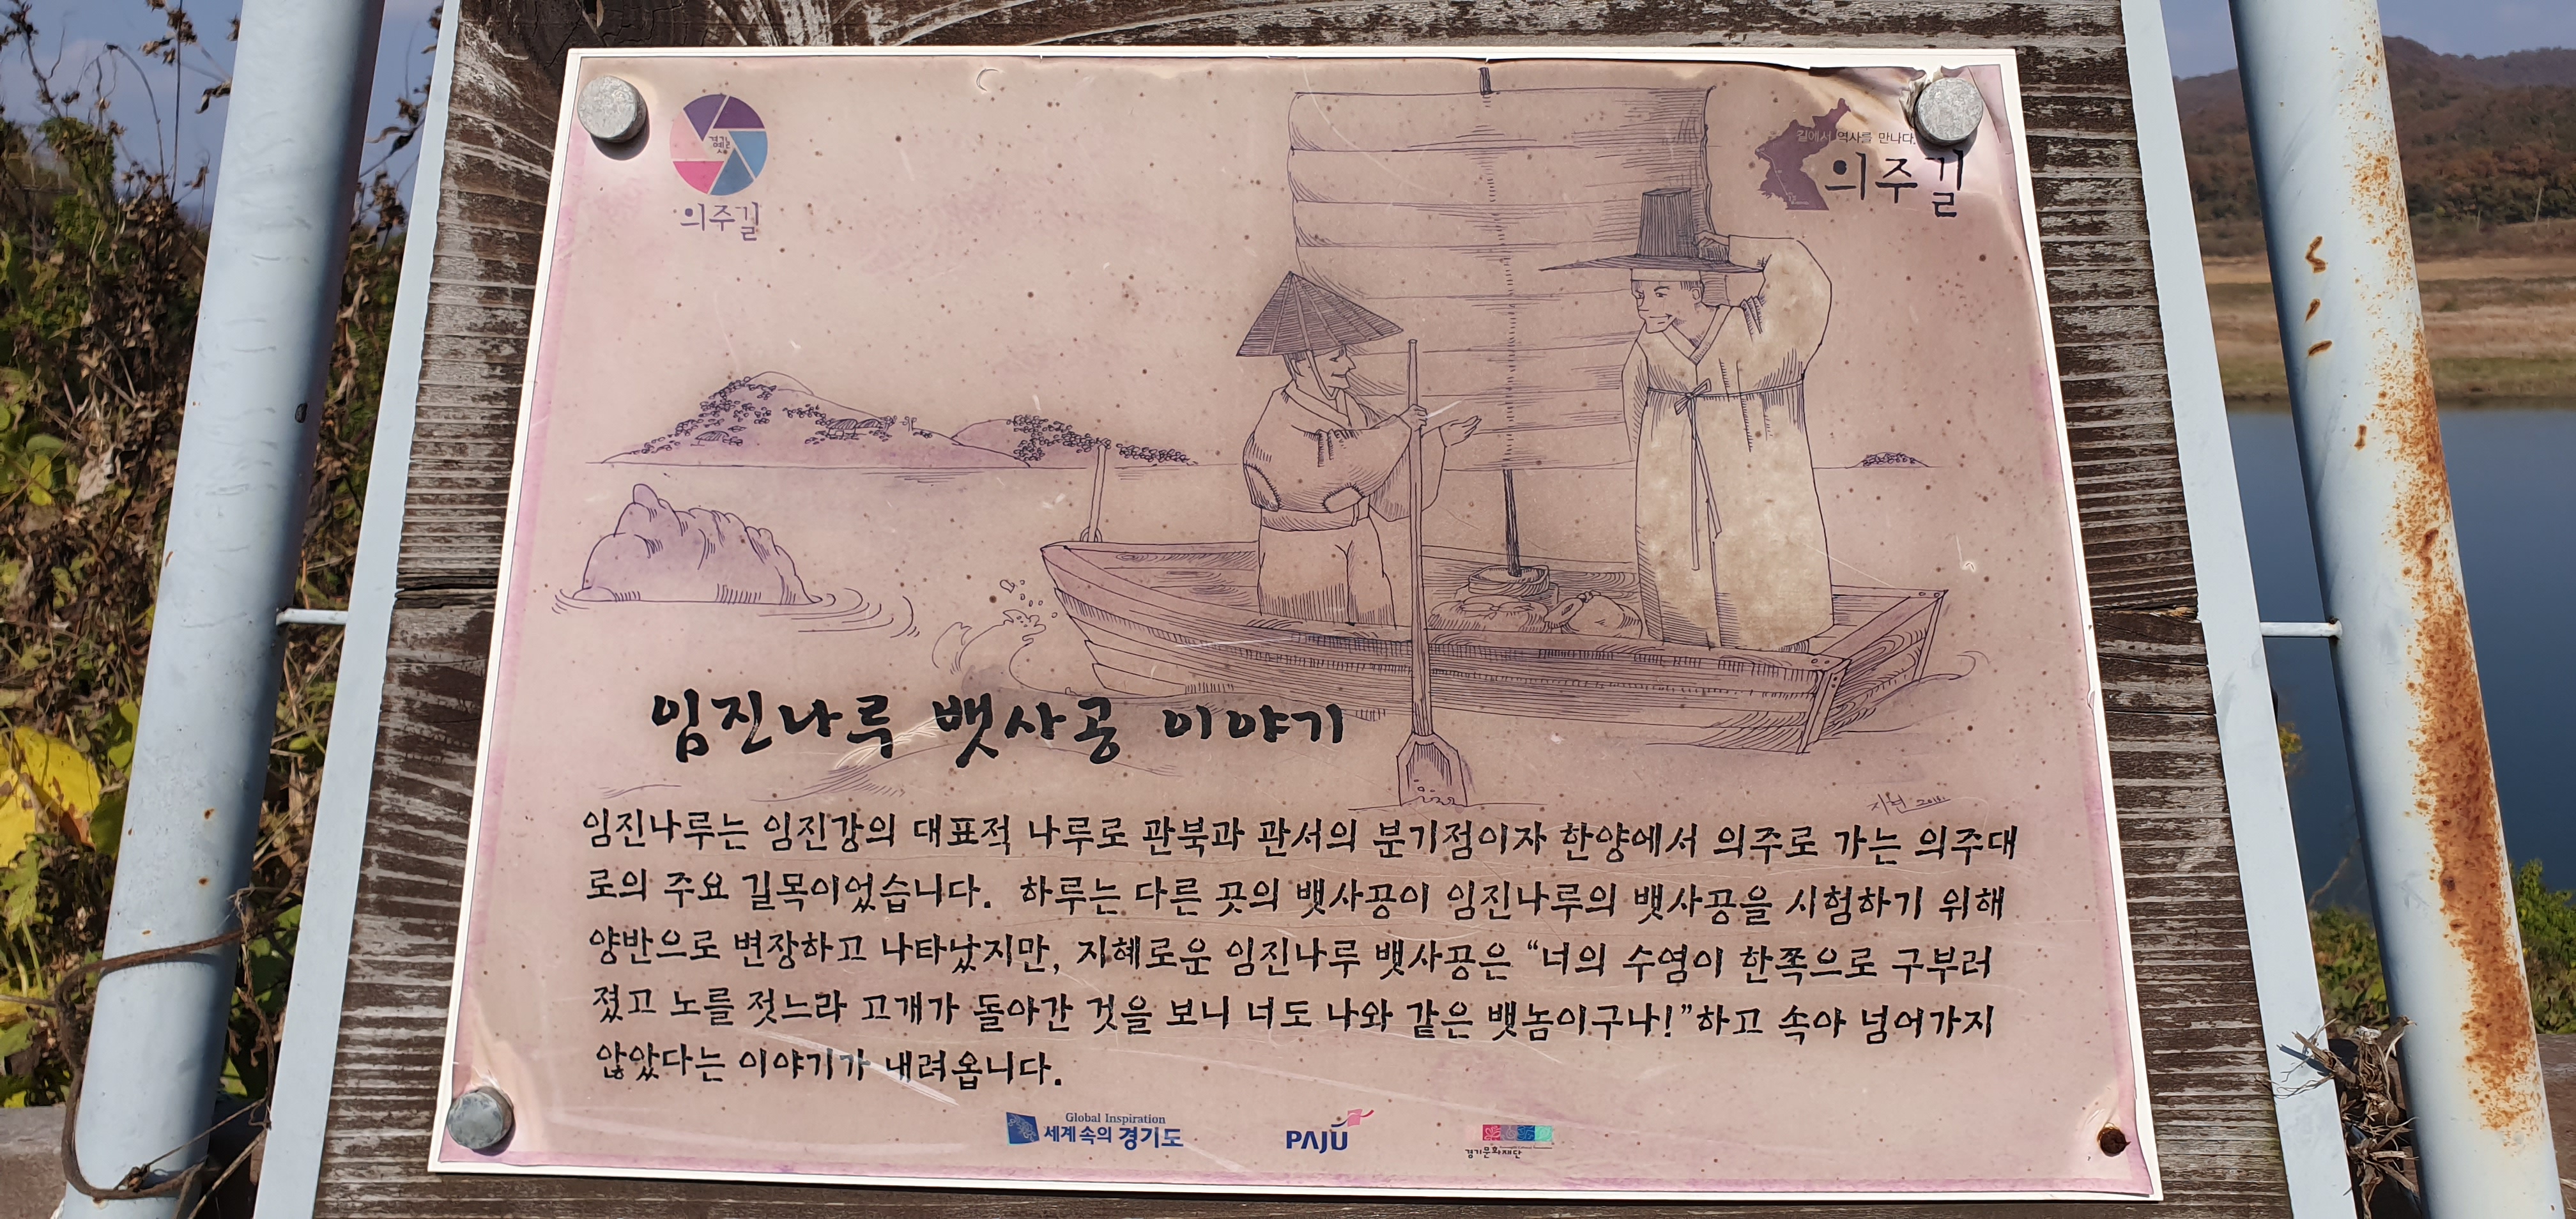 경기옛길
의주길
길에서 역사를 만나다.
의주길
임진나루 뱃사공 이야기
임진나루는 임진강의 대표적 나루로 관북과 관서의 분기점이자 한양에서 의주로 가는 의주대
로의 주요 길목이었습니다. 하루는 다른 곳의 뱃사공이 임진나루의 뱃사공을 시험하기 위해
양반으로 변장하고 나타났지만, 지혜로운 임진나루 뱃사공은 “너의 수염이 한쪽으로 구부러
졌고 노를 젓느라 고개가 돌아간 것을 보니 너도 나와 같은 뱃놈이구나!”하고 속아 넘어가지
않았다는 이야기가 내려옵니다.
Global Inspiration
세계속의 경기도
PAJU
경기문화재단